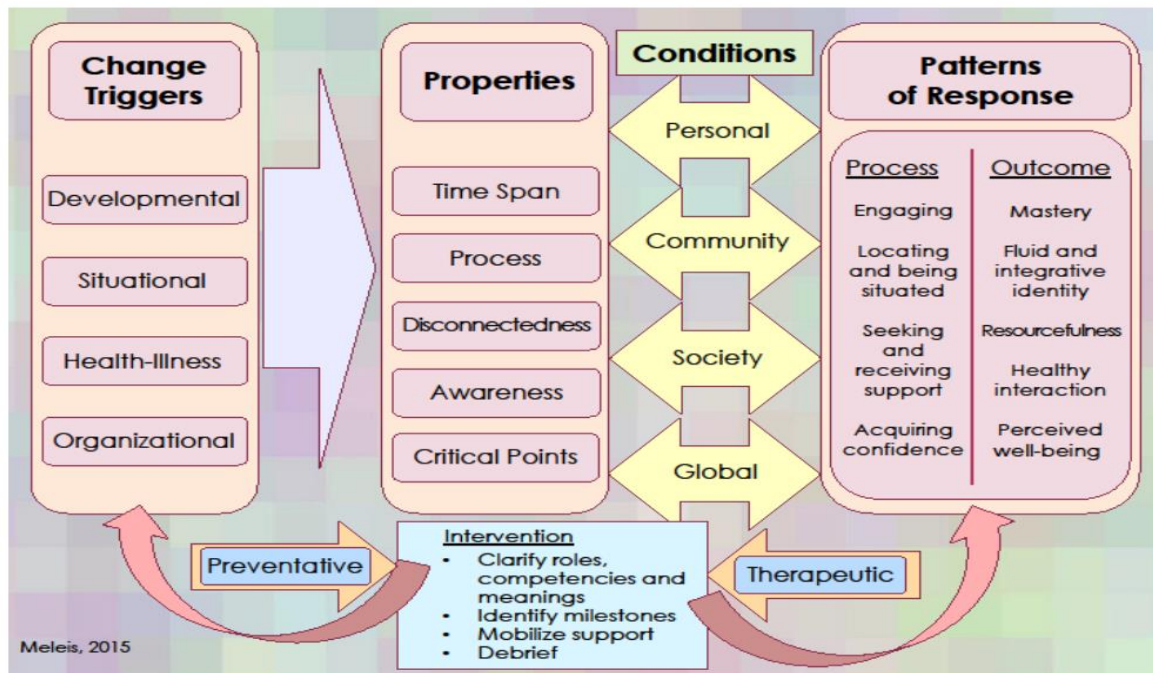 Change
Triggers
Developmental
Situational
Health-Illness
Organizational
Properties
Time Span
Process
Disconnectedness
Awareness
Critical Points
Conditions
Personal
Community
Society
Global
Patterns
of Response
Process
Engaging
Locating
and being
situated
Seeking
and
receiving
support
Acquiring
confidence
Outcome
Mastery
Fluid and
integrative
identity
Resourcefulness
Healthy
interaction
Perceived
well-being
Preventative
Intervention
• Clarify roles,
competencies and
meanings
• Identify milestones
• Mobilize support
• Debrief
Therapeutic
Meleis, 2015